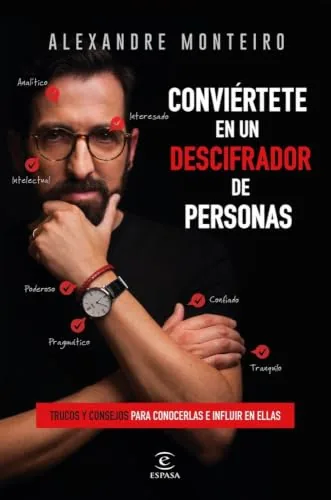 ALEXANDRE MONTEIRO
Analítico
Interesado
Intelectual
CONVIÉRTETE
EN UN
DESCIFRADOR
DE
PERSONAS
Poderoso
Confiado
Pragmático
Tranquilo
TRUCOS Y CONSEJOS PARA CONOCERLAS E INFLUIR EN ELLAS
ESPASA